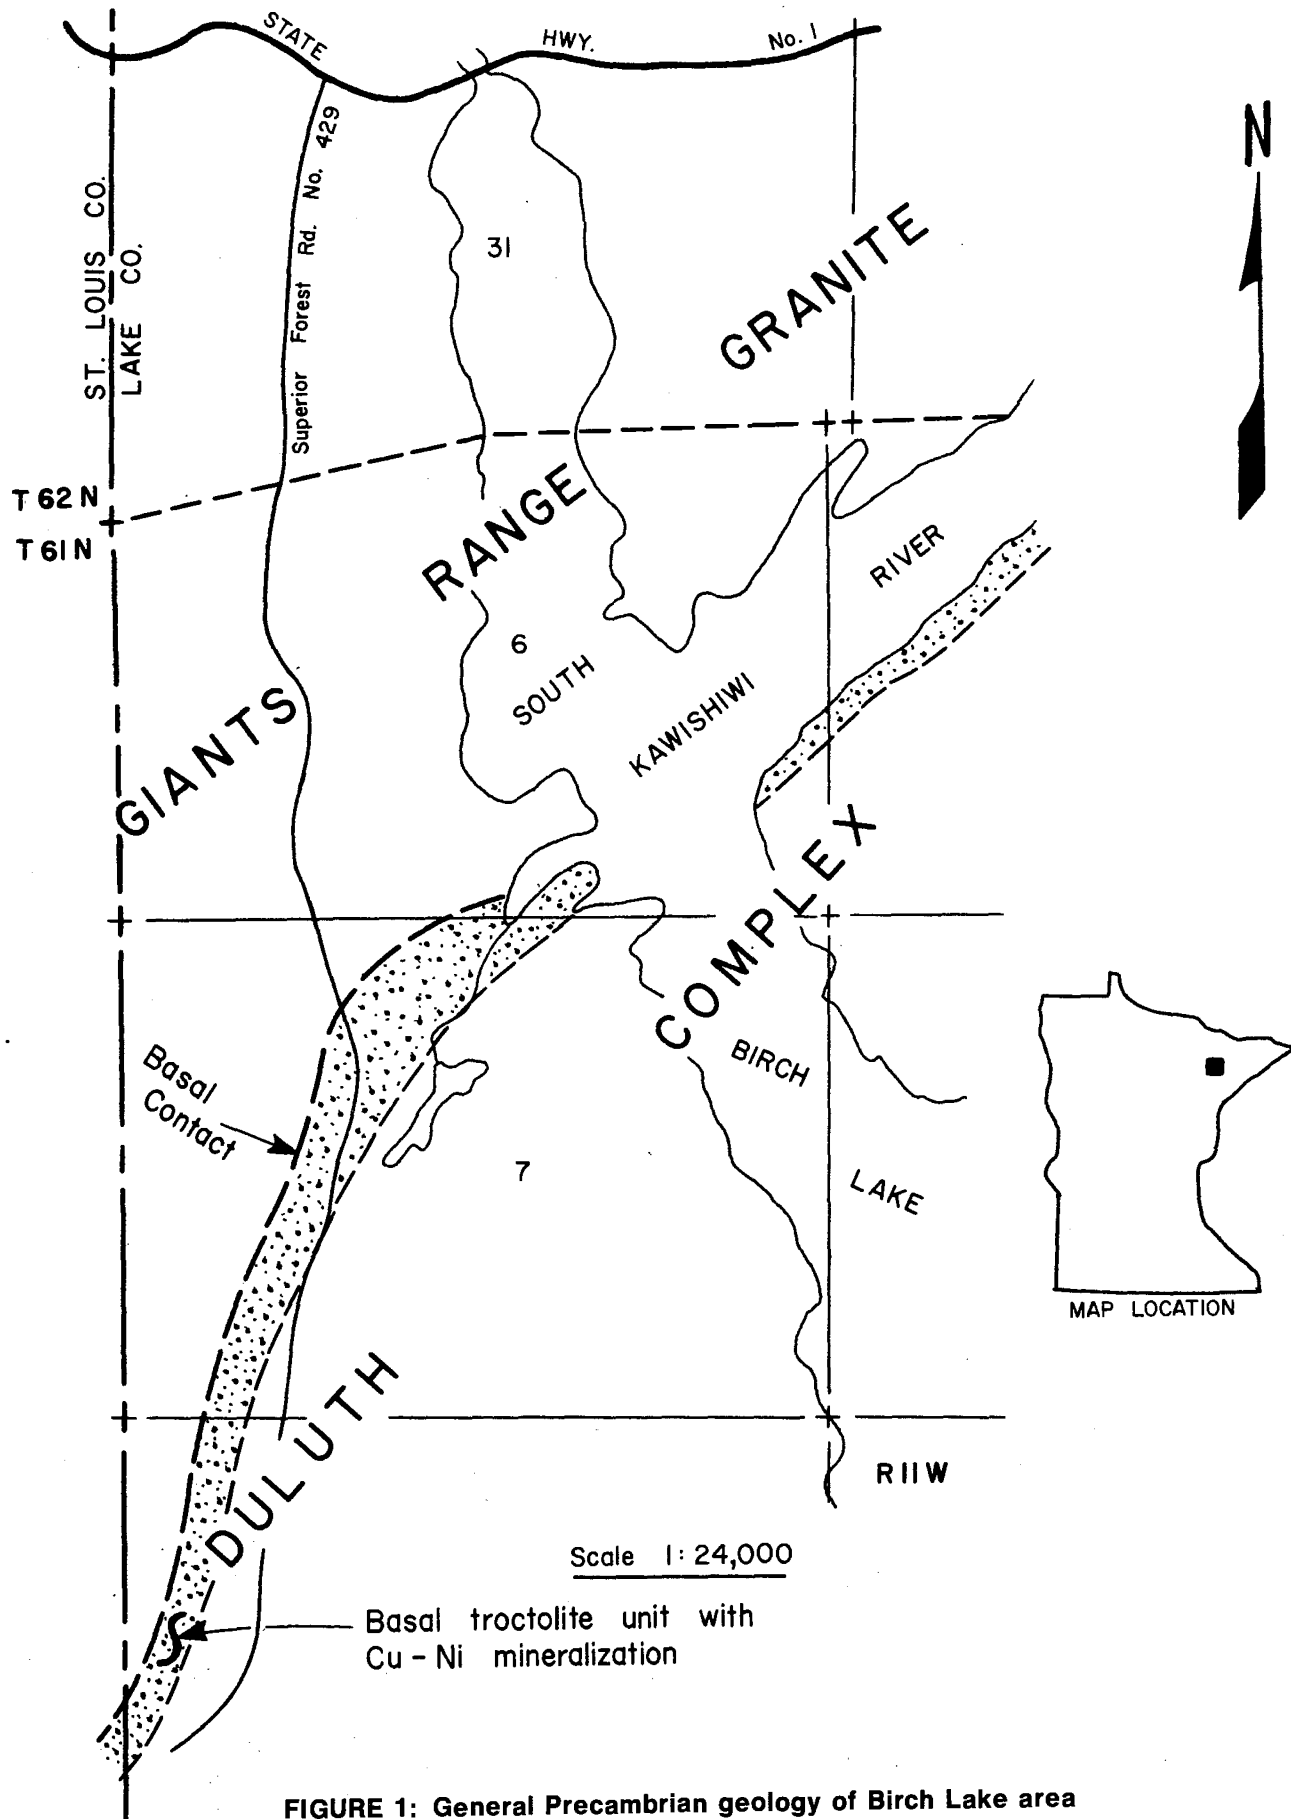 STATE HWY. No. 1
N
Superior Forest Rd. No. 429
ST. LOUIS CO.
LAKE CO.
31
GIANTS RANGE GRANITE
T 62 N
T 61 N
6
SOUTH KAWISHIWI RIVER
DULUTH COMPLEX
Basal
Contact
BIRCH
LAKE
7
MAP LOCATION
R 11 W
Scale 1: 24,000
Basal troctolite unit with
Cu - Ni mineralization
FIGURE 1: General Precambrian geology of Birch Lake area